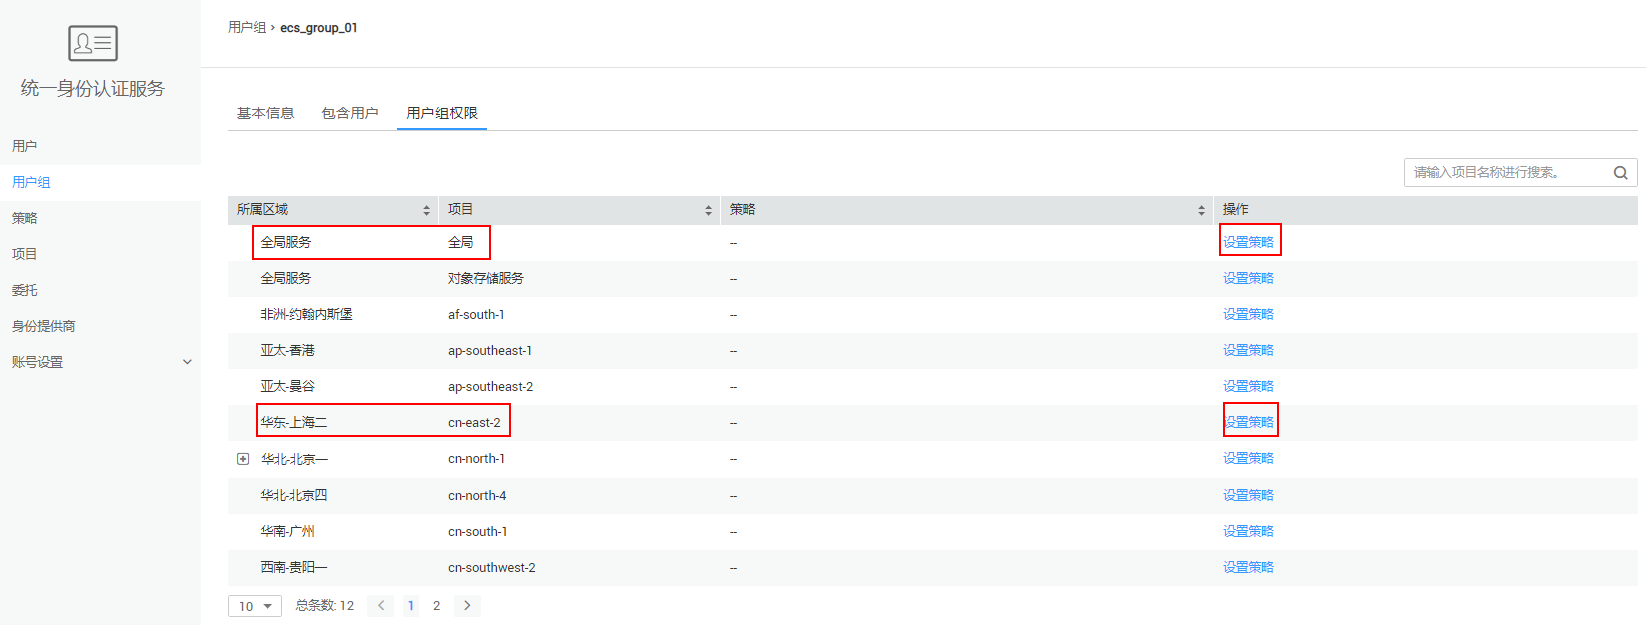 统一身份认证服务
用户
用户组
策略
项目
委托
身份提供商
账号设置
用户组 › ecs_group_01
基本信息 包含用户 用户组权限
请输入项目名称进行搜索。
所属区域 项目 策略 操作
全局服务 全局 -- 设置策略
全局服务 对象存储服务 -- 设置策略
非洲-约翰内斯堡 af-south-1 -- 设置策略
亚太-香港 ap-southeast-1 -- 设置策略
亚太-曼谷 ap-southeast-2 -- 设置策略
华东-上海二 cn-east-2 -- 设置策略
华北-北京一 cn-north-1 -- 设置策略
华北-北京四 cn-north-4 -- 设置策略
华南-广州 cn-south-1 -- 设置策略
西南-贵阳一 cn-southwest-2 -- 设置策略
10 总条数: 12 < 1 2 >